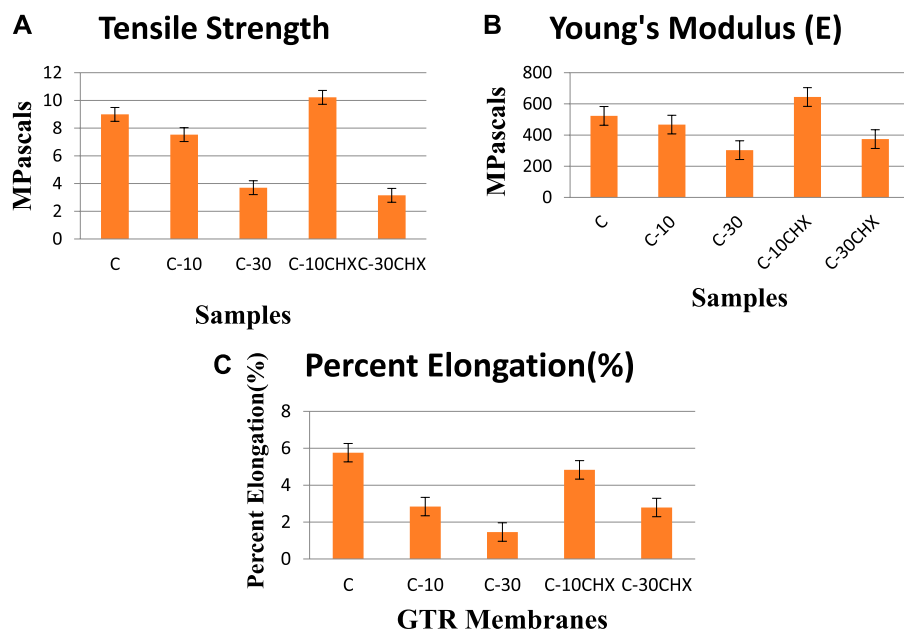 A
Tensile Strength
MPascals
12
10
8
6
4
2
0
C C-10 C-30 C-10CHX C-30CHX
Samples
B
Young's Modulus (E)
MPascals
800
600
400
200
0
C C-10 C-30 C-10CHX C-30CHX
Samples
C
Percent Elongation(%)
Percent Elongation(%)
8
6
4
2
0
C C-10 C-30 C-10CHX C-30CHX
GTR Membranes